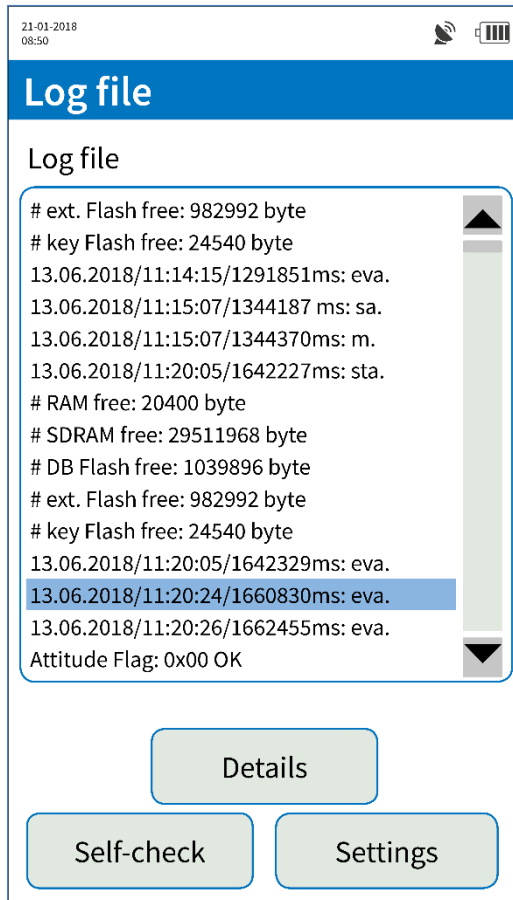 21-01-2018
08:50
Log file
Log file
# ext. Flash free: 982992 byte
# key Flash free: 24540 byte
13.06.2018/11:14:15/1291851ms: eva.
13.06.2018/11:15:07/1344187 ms: sa.
13.06.2018/11:15:07/1344370ms: m.
13.06.2018/11:20:05/1642227ms: sta.
# RAM free: 20400 byte
# SDRAM free: 29511968 byte
# DB Flash free: 1039896 byte
# ext. Flash free: 982992 byte
# key Flash free: 24540 byte
13.06.2018/11:20:05/1642329ms: eva.
13.06.2018/11:20:24/1660830ms: eva.
13.06.2018/11:20:26/1662455ms: eva.
Attitude Flag: 0x00 OK
Details
Self-check
Settings